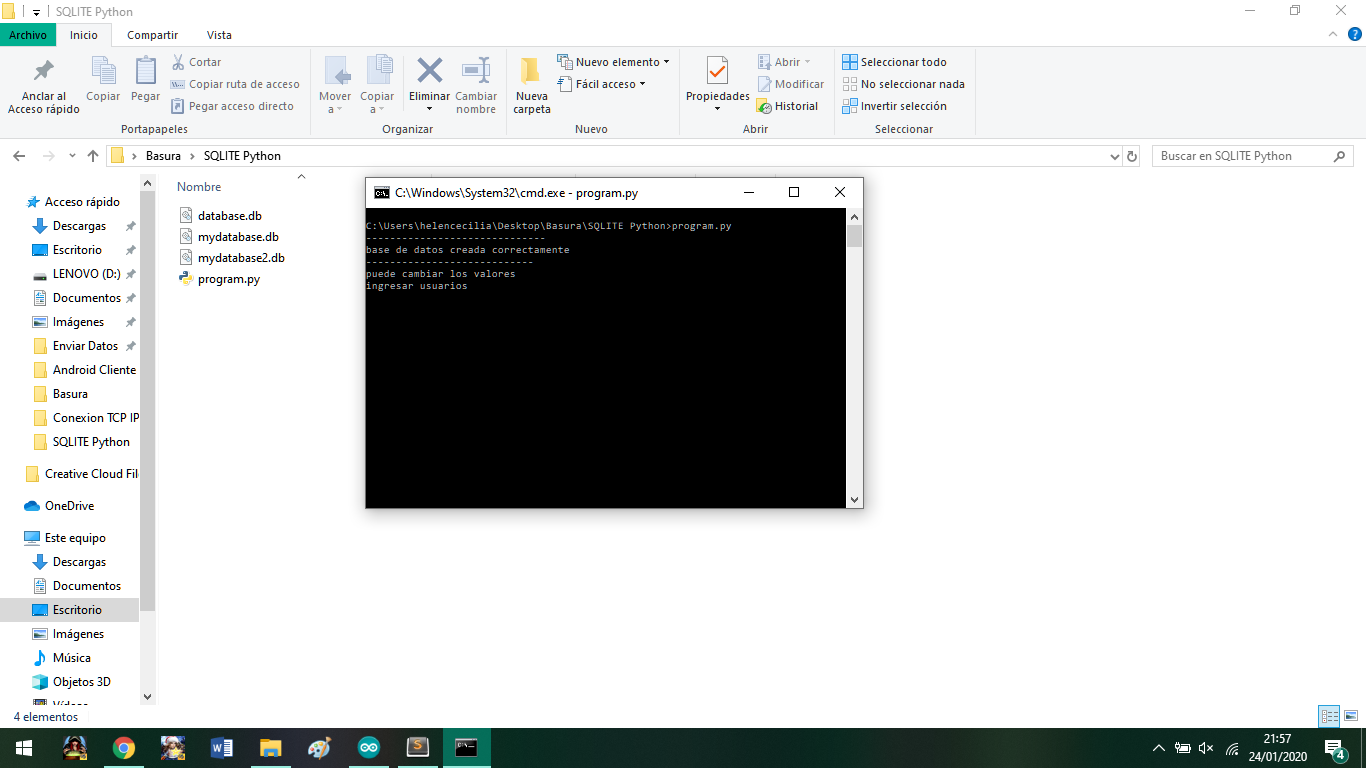 SQLITE Python
Archivo Inicio Compartir Vista
Anclar al Acceso rápido
Copiar
Pegar
Cortar
Copiar ruta de acceso
Pegar acceso directo
Portapapeles
Mover a
Copiar a
Eliminar
Cambiar nombre
Organizar
Nueva carpeta
Nuevo elemento
Fácil acceso
Nuevo
Propiedades
Abrir
Modificar
Historial
Abrir
Seleccionar todo
No seleccionar nada
Invertir selección
Seleccionar
Basura > SQLITE Python
Buscar en SQLITE Python
Acceso rápido
Descargas
Escritorio
LENOVO (D:)
Documentos
Imágenes
Enviar Datos
Android Cliente
Basura
Conexion TCP IP
SQLITE Python
Creative Cloud Fil
OneDrive
Este equipo
Descargas
Documentos
Escritorio
Imágenes
Música
Objetos 3D
Vídeos
Nombre
database.db
mydatabase.db
mydatabase2.db
program.py
C:\Windows\System32\cmd.exe - program.py
C:\Users\helencecilia\Desktop\Basura\SQLITE Python>program.py
------------------------------
base de datos creada correctamente
----------------------------
puede cambiar los valores
ingresar usuarios
4 elementos
21:57
24/01/2020
4